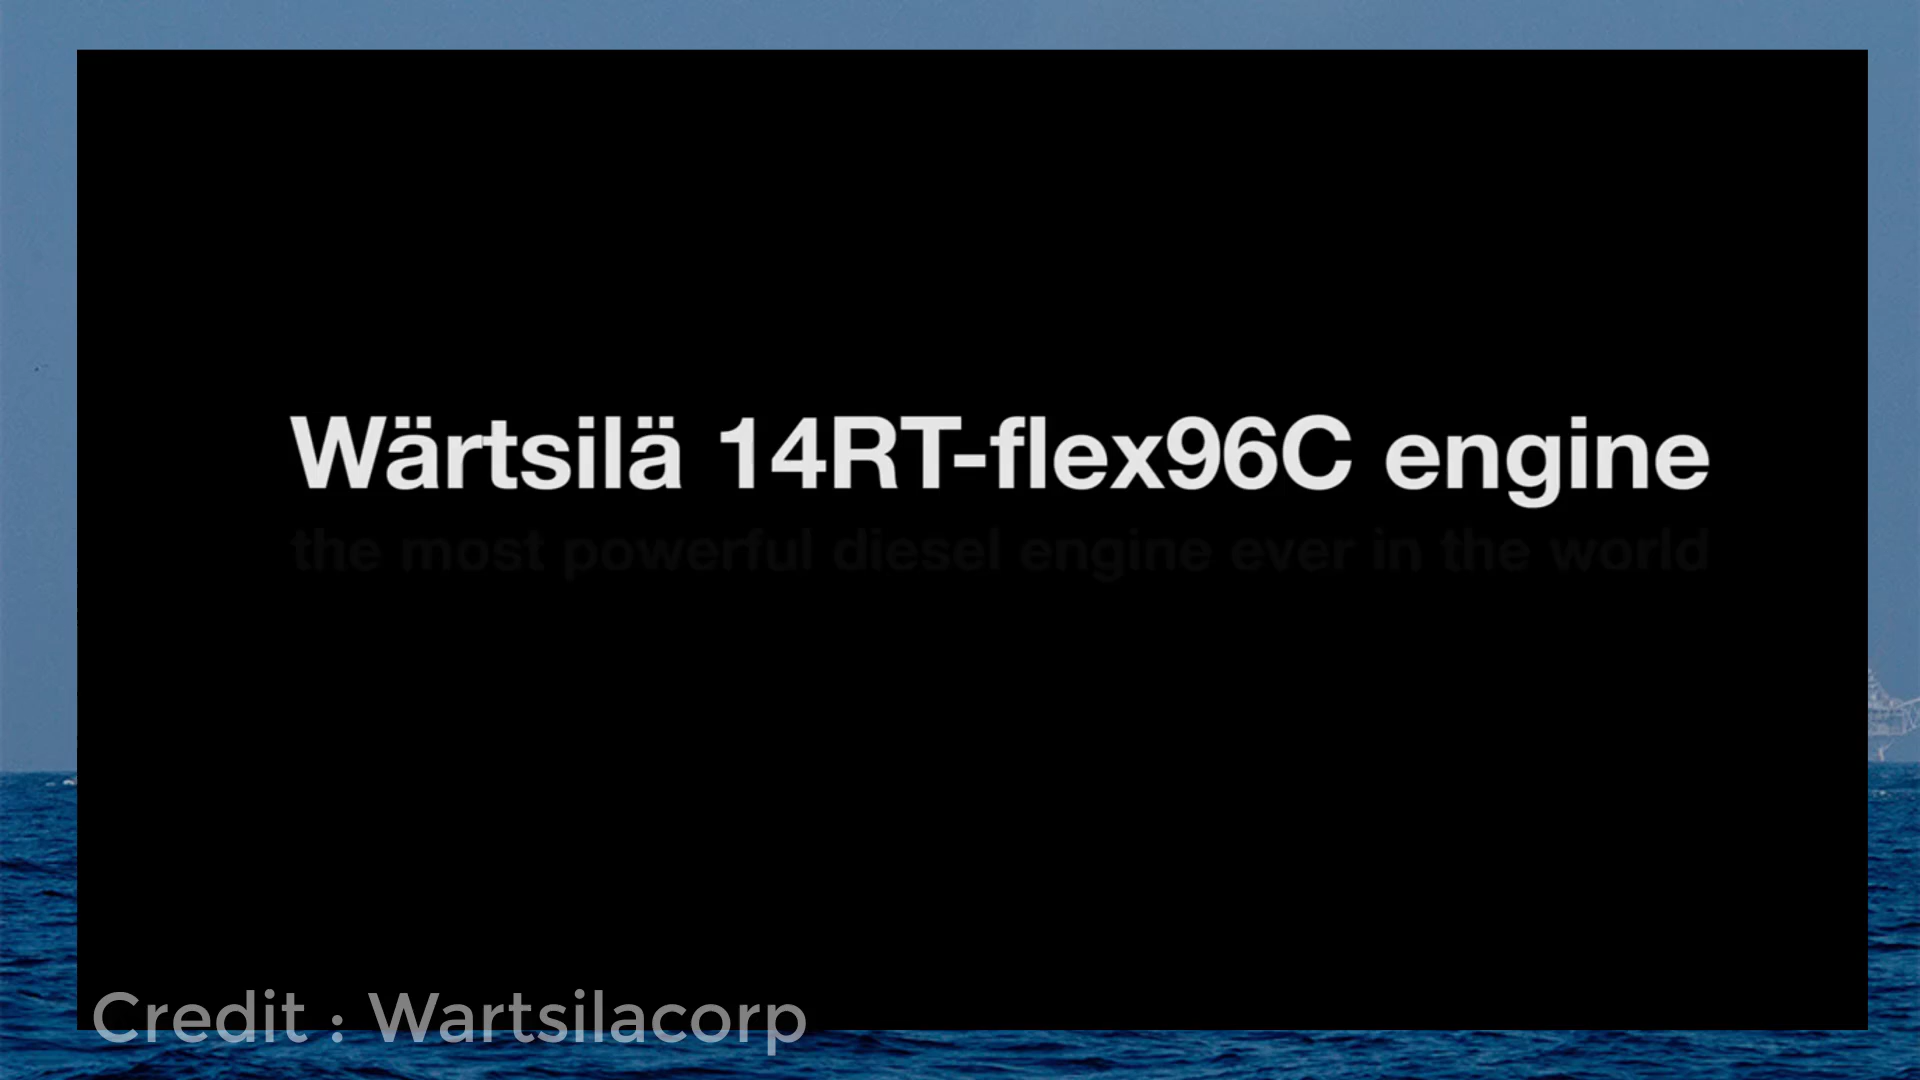 Wärtsilä 14RT-flex96C engine
the most powerful diesel engine ever in the world
Credit : Wartsilacorp